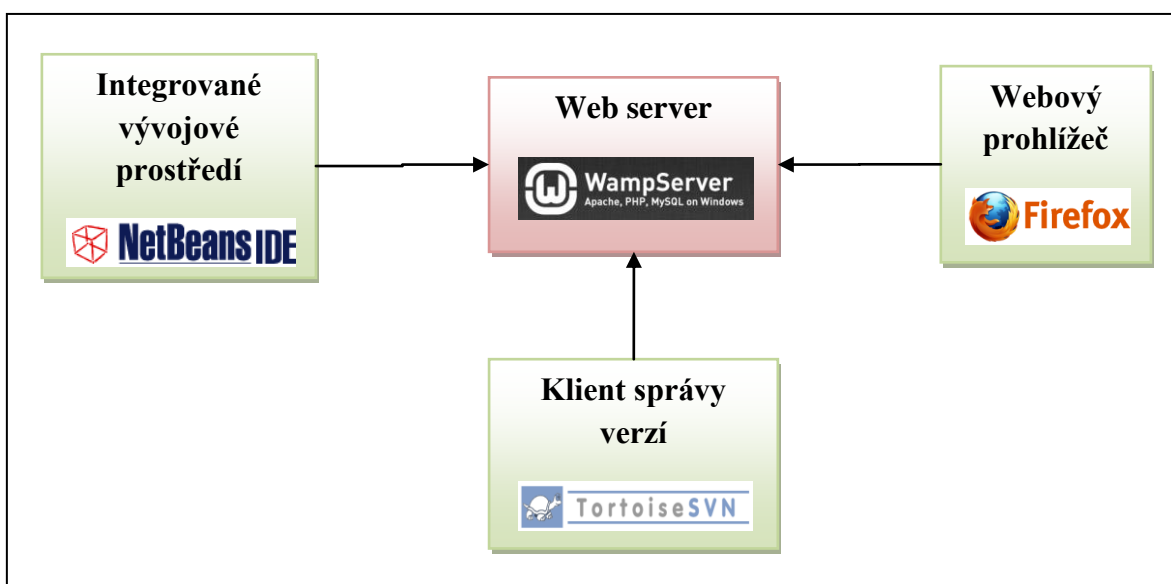 Integrované
vývojové
prostředí
NetBeans IDE
Web server
WampServer
Apache, PHP, MySQL on Windows
Webový
prohlížeč
Firefox
Klient správy
verzí
TortoiseSVN